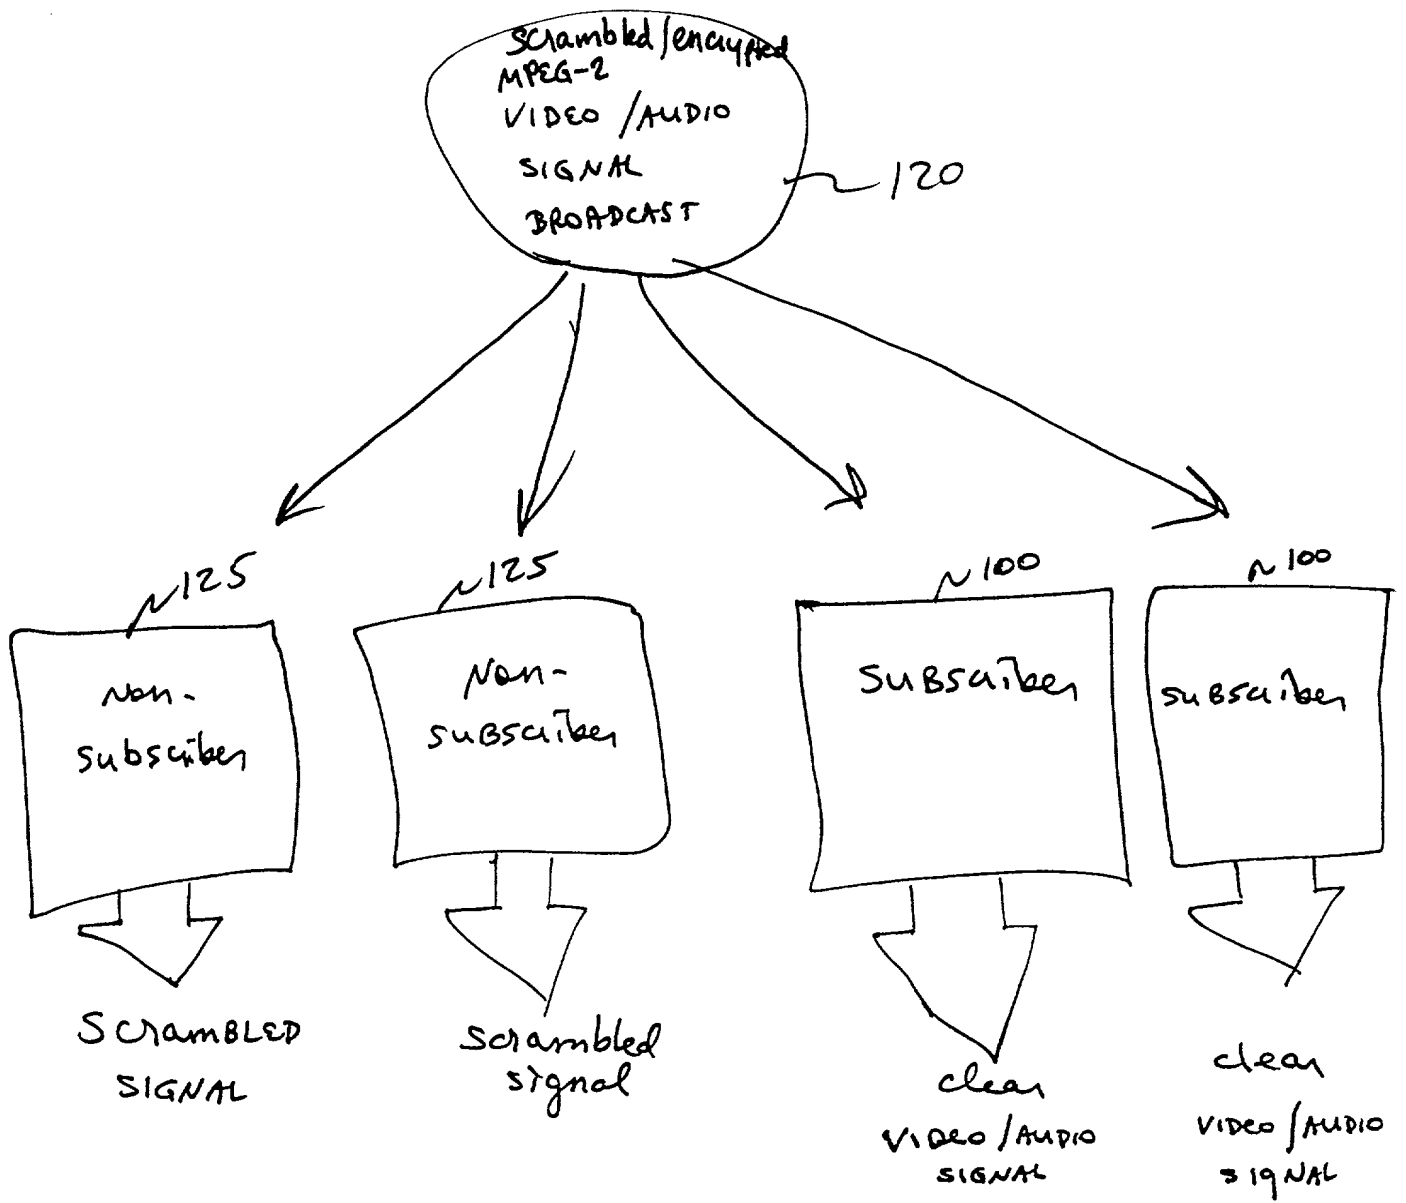 Scrambled/encrypted
MPEG-2
VIDEO /AUDIO
SIGNAL
BROADCAST
120
125
125
100
100
Non-
subscriber
Non-
SUBSCRIBER
SUBSCRIBER
SUBSCRIBER
SCRAMBLED
SIGNAL
Scrambled
signal
clear
VIDEO/AUDIO
SIGNAL
clear
VIDEO/AUDIO
SIGNAL